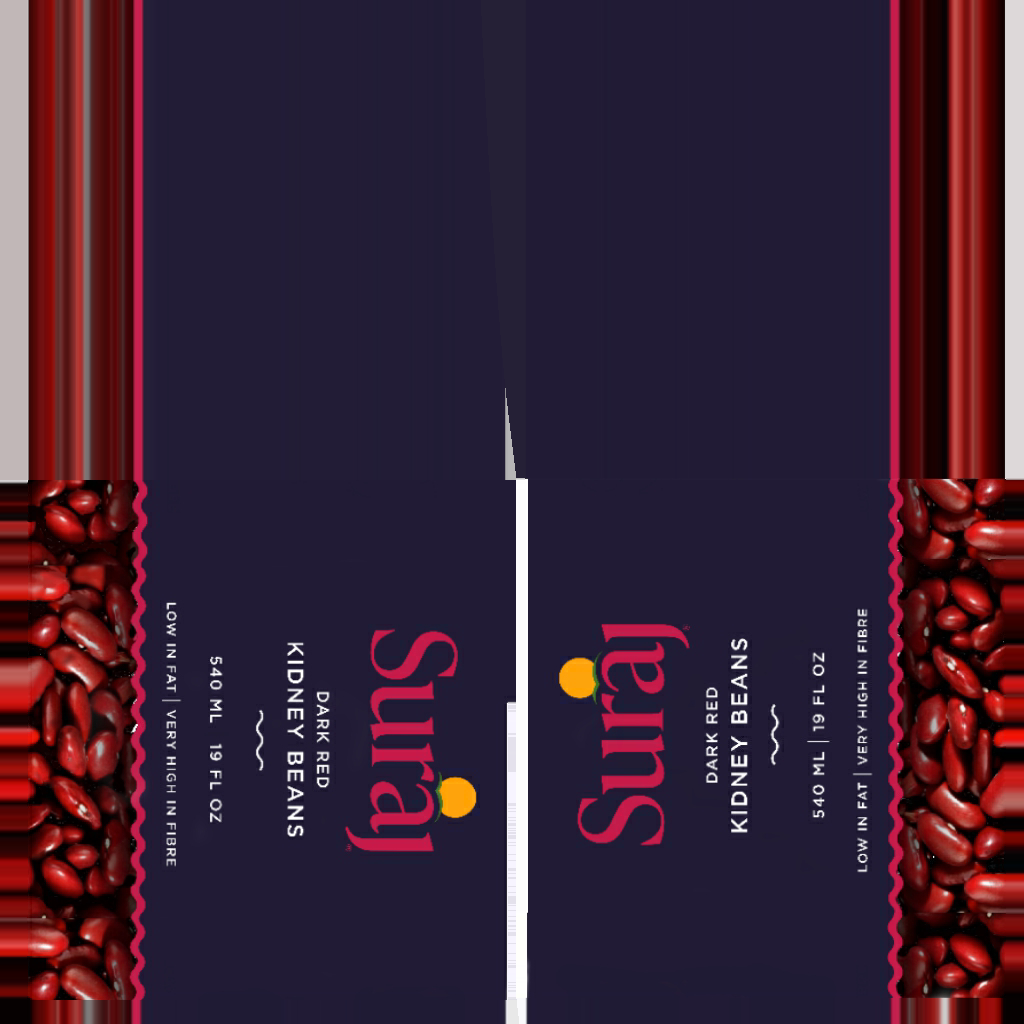 Suraj
DARK RED
KIDNEY BEANS
540 ML 19 FL OZ
LOW IN FAT | VERY HIGH IN FIBRE
Suraj
DARK RED
KIDNEY BEANS
540 ML | 19 FL OZ
LOW IN FAT | VERY HIGH IN FIBRE